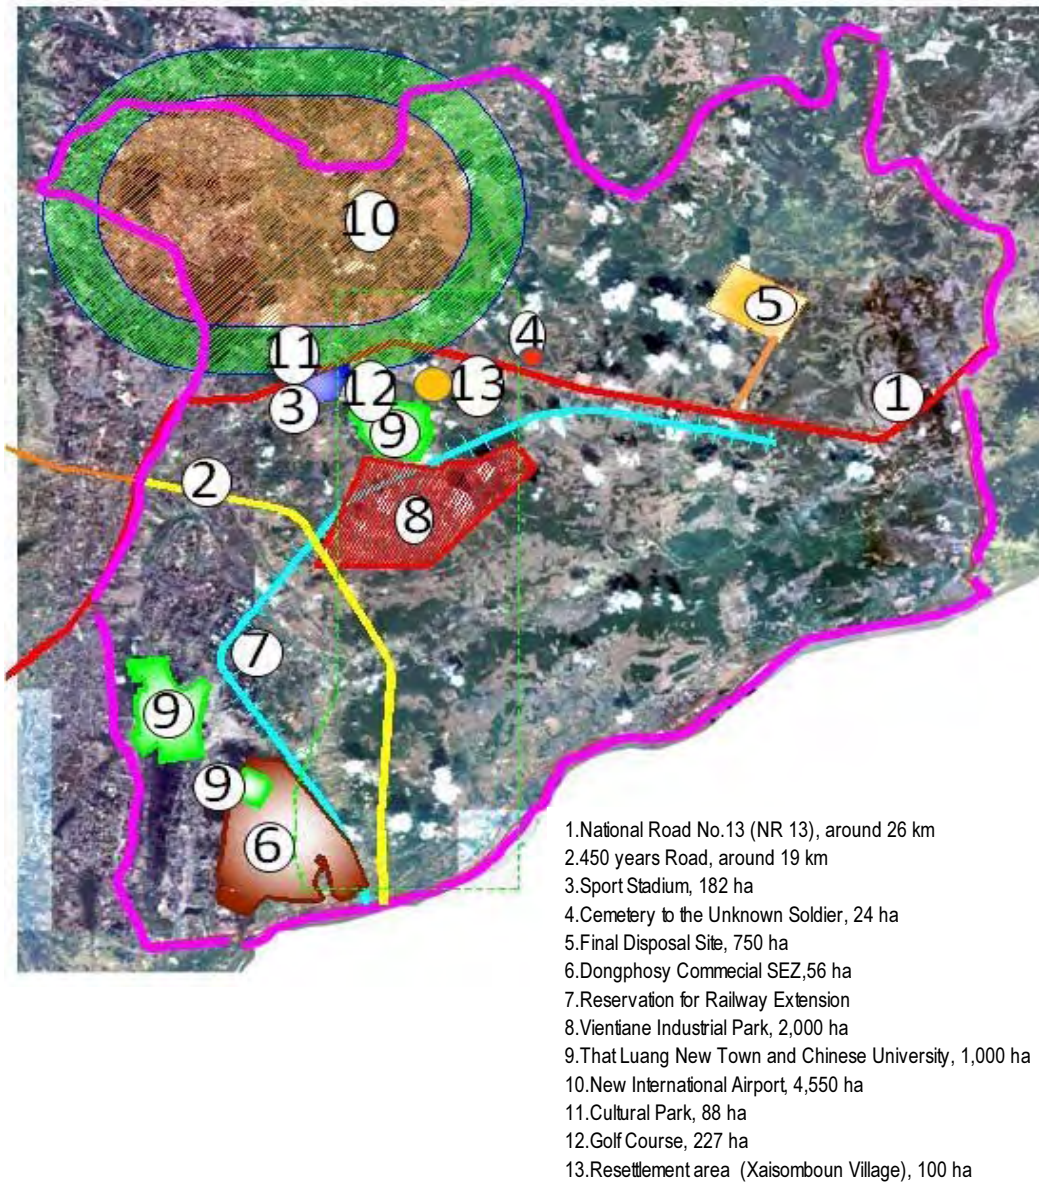 10
5
4
11
12
13
3
1
9
2
8
7
9
9
6
1.National Road No.13 (NR 13), around 26 km
2.450 years Road, around 19 km
3.Sport Stadium, 182 ha
4.Cemetery to the Unknown Soldier, 24 ha
5.Final Disposal Site, 750 ha
6.Dongphosy Commecial SEZ,56 ha
7.Reservation for Railway Extension
8.Vientiane Industrial Park, 2,000 ha
9.That Luang New Town and Chinese University, 1,000 ha
10.New International Airport, 4,550 ha
11.Cultural Park, 88 ha
12.Golf Course, 227 ha
13.Resettlement area (Xaisomboun Village), 100 ha